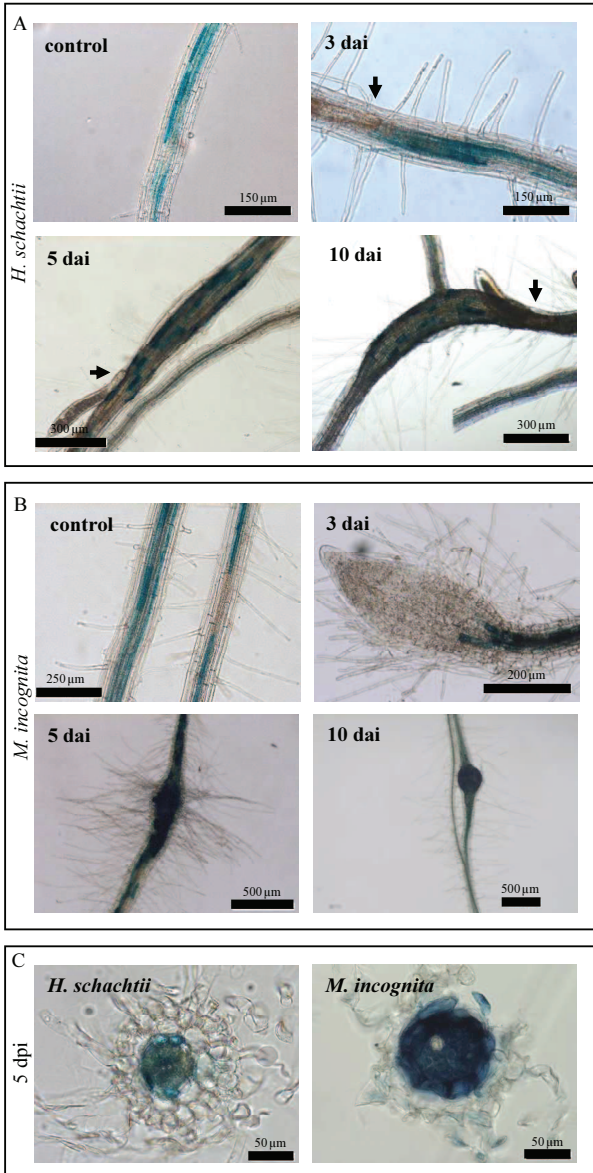 A
H. schachtii
control
150 µm
3 dai
150 µm
5 dai
300 µm
10 dai
300 µm
B
M. incognita
control
250 µm
3 dai
200 µm
5 dai
500 µm
10 dai
500 µm
C
5 dpi
H. schachtii
50 µm
M. incognita
50 µm